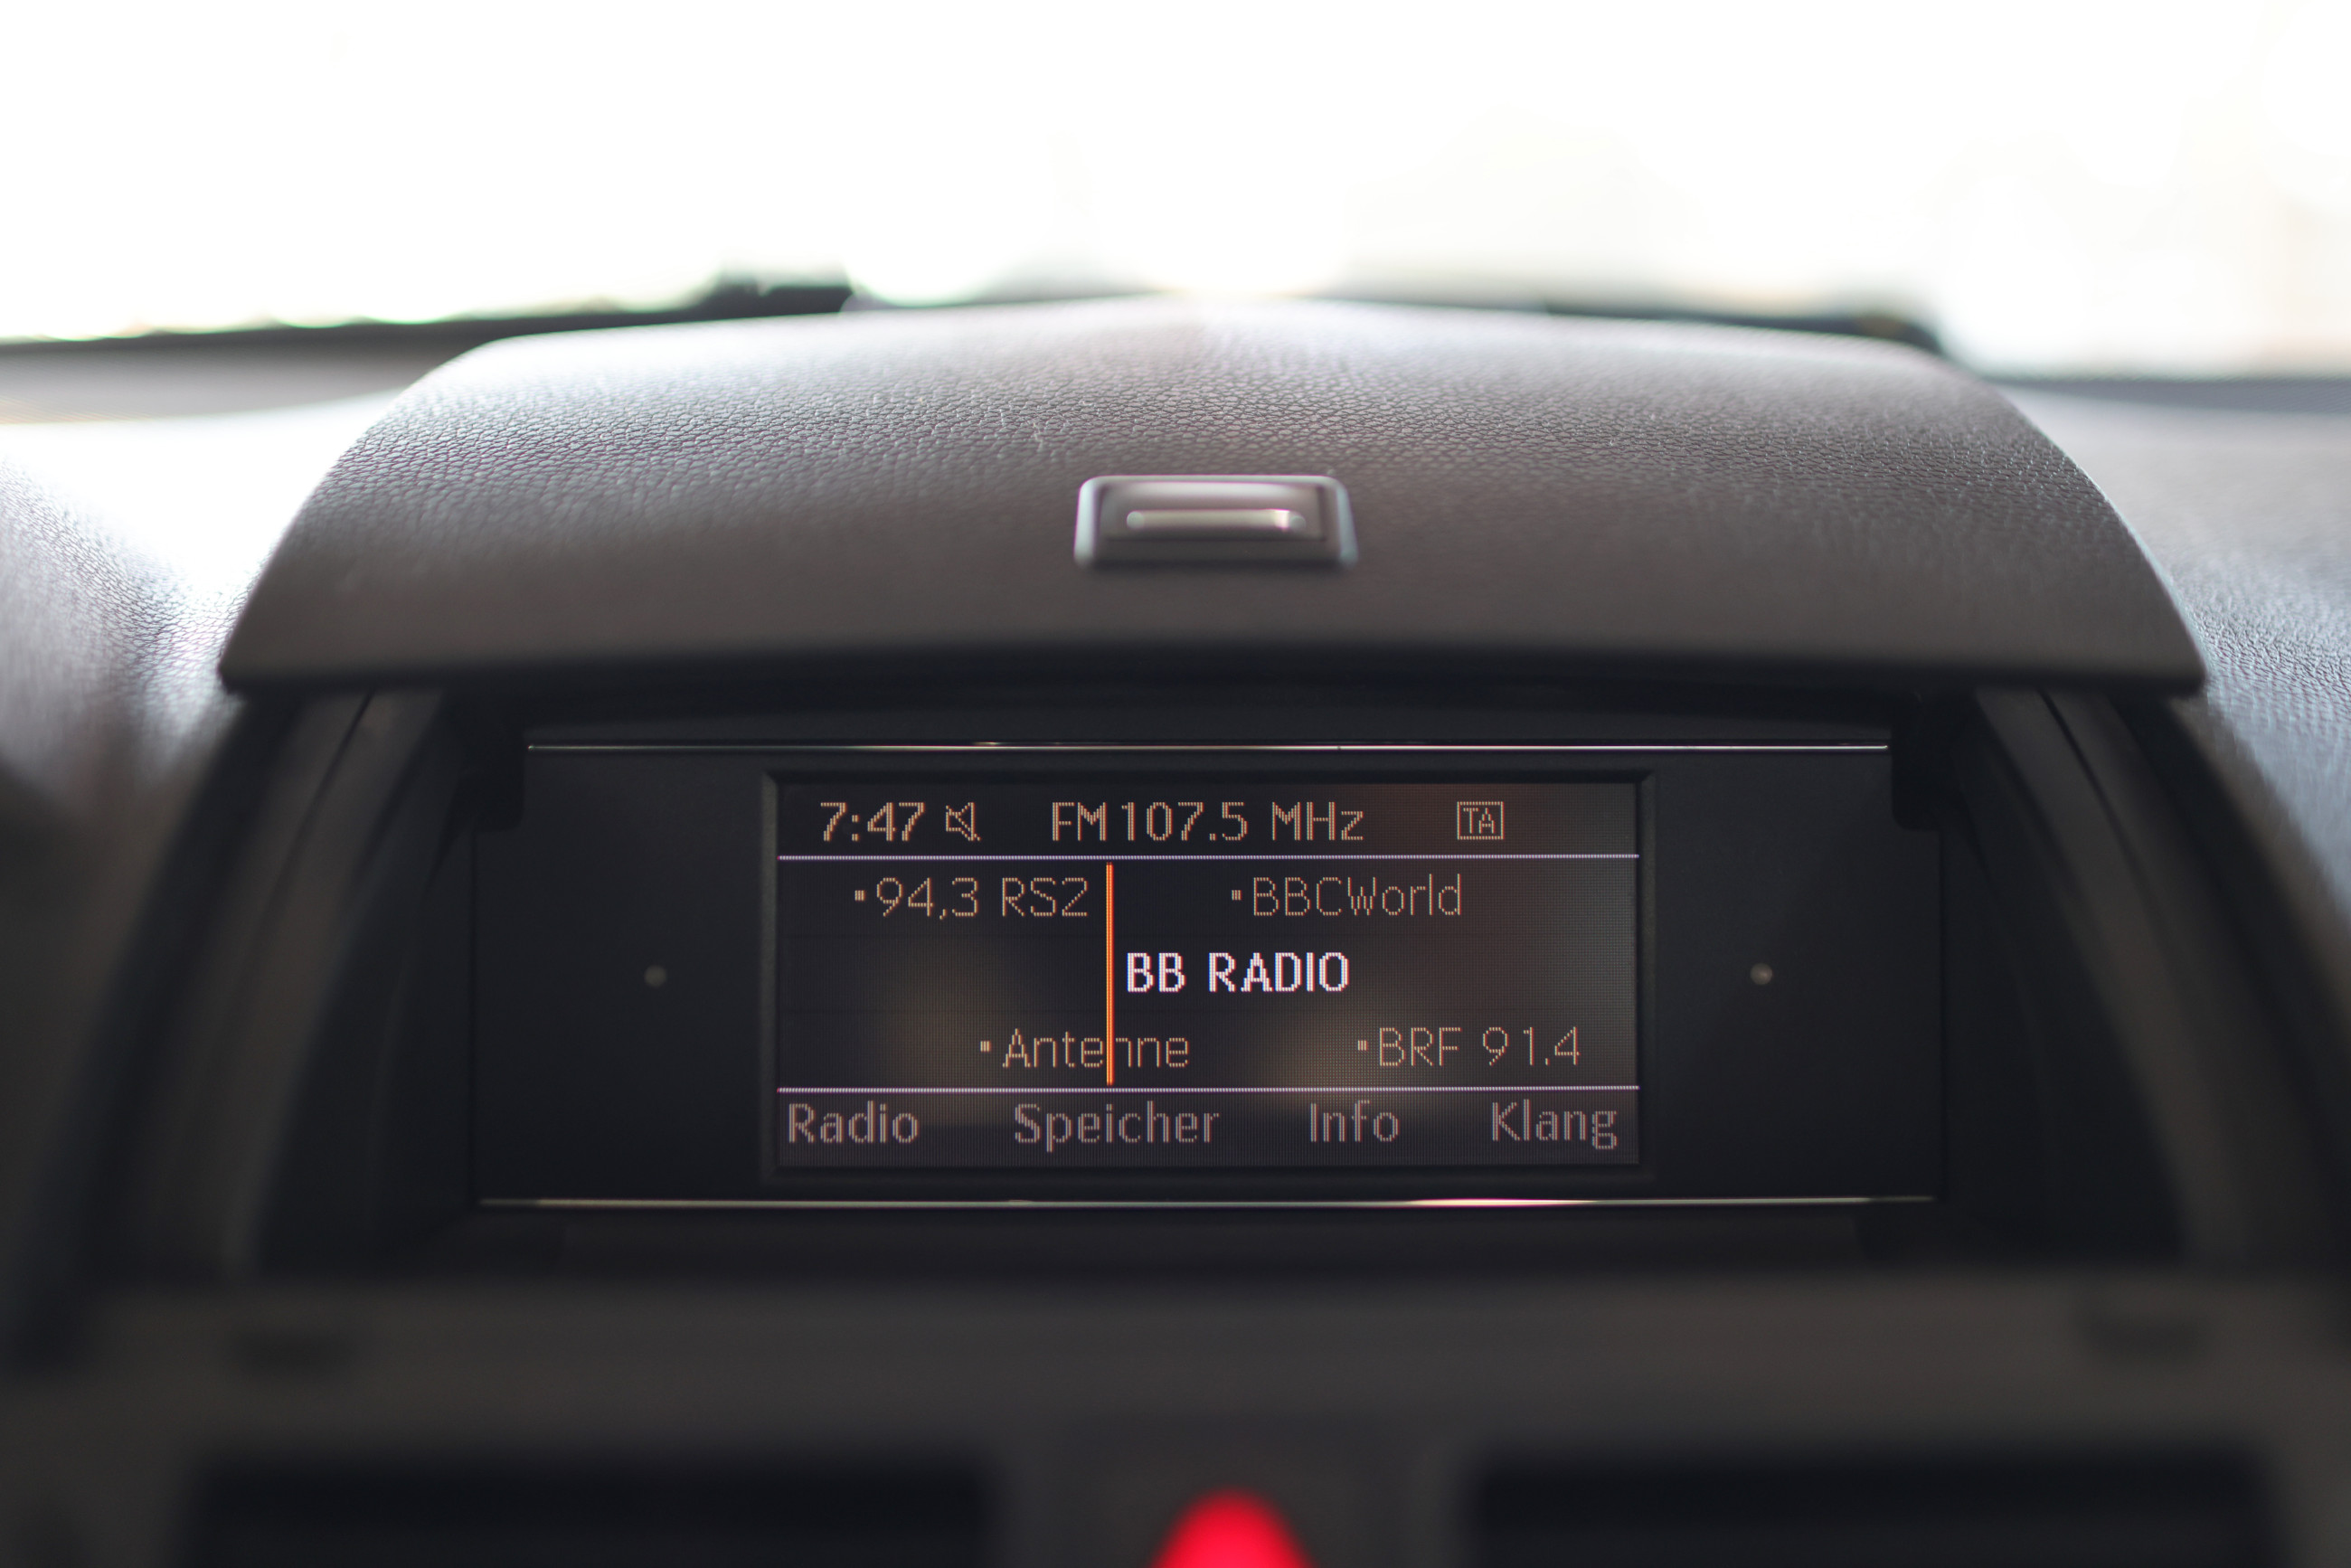 7:47 FM 107.5 MHz TA
94,3 RS2 BBCWorld
BB RADIO
Antenne BRF 91.4
Radio Speicher Info Klang